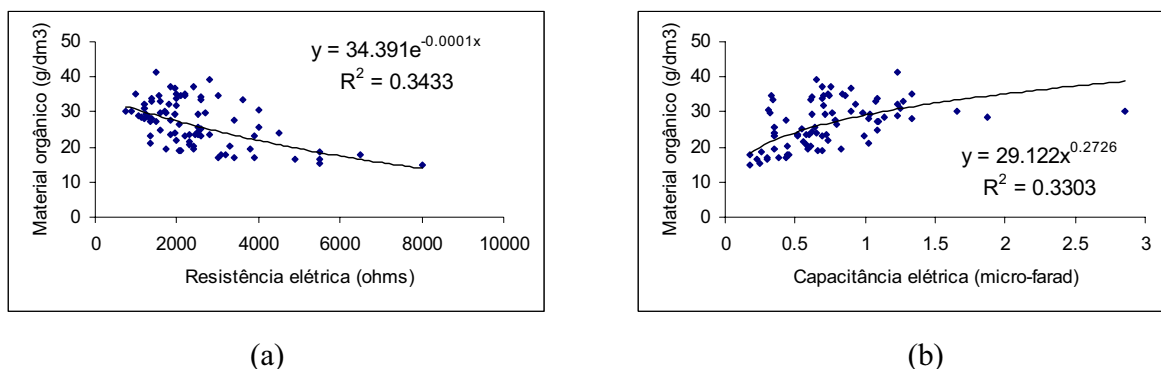 Material orgânico (g/dm3)
50
40
30
20
10
0
y = 34.391e^-0.0001x
R² = 0.3433
0 2000 4000 6000 8000 10000
Resistência elétrica (ohms)
(a)
Material orgânico (g/dm3)
50
40
30
20
10
0
y = 29.122x^0.2726
R² = 0.3303
0 0.5 1 1.5 2 2.5 3
Capacitância elétrica (micro-farad)
(b)